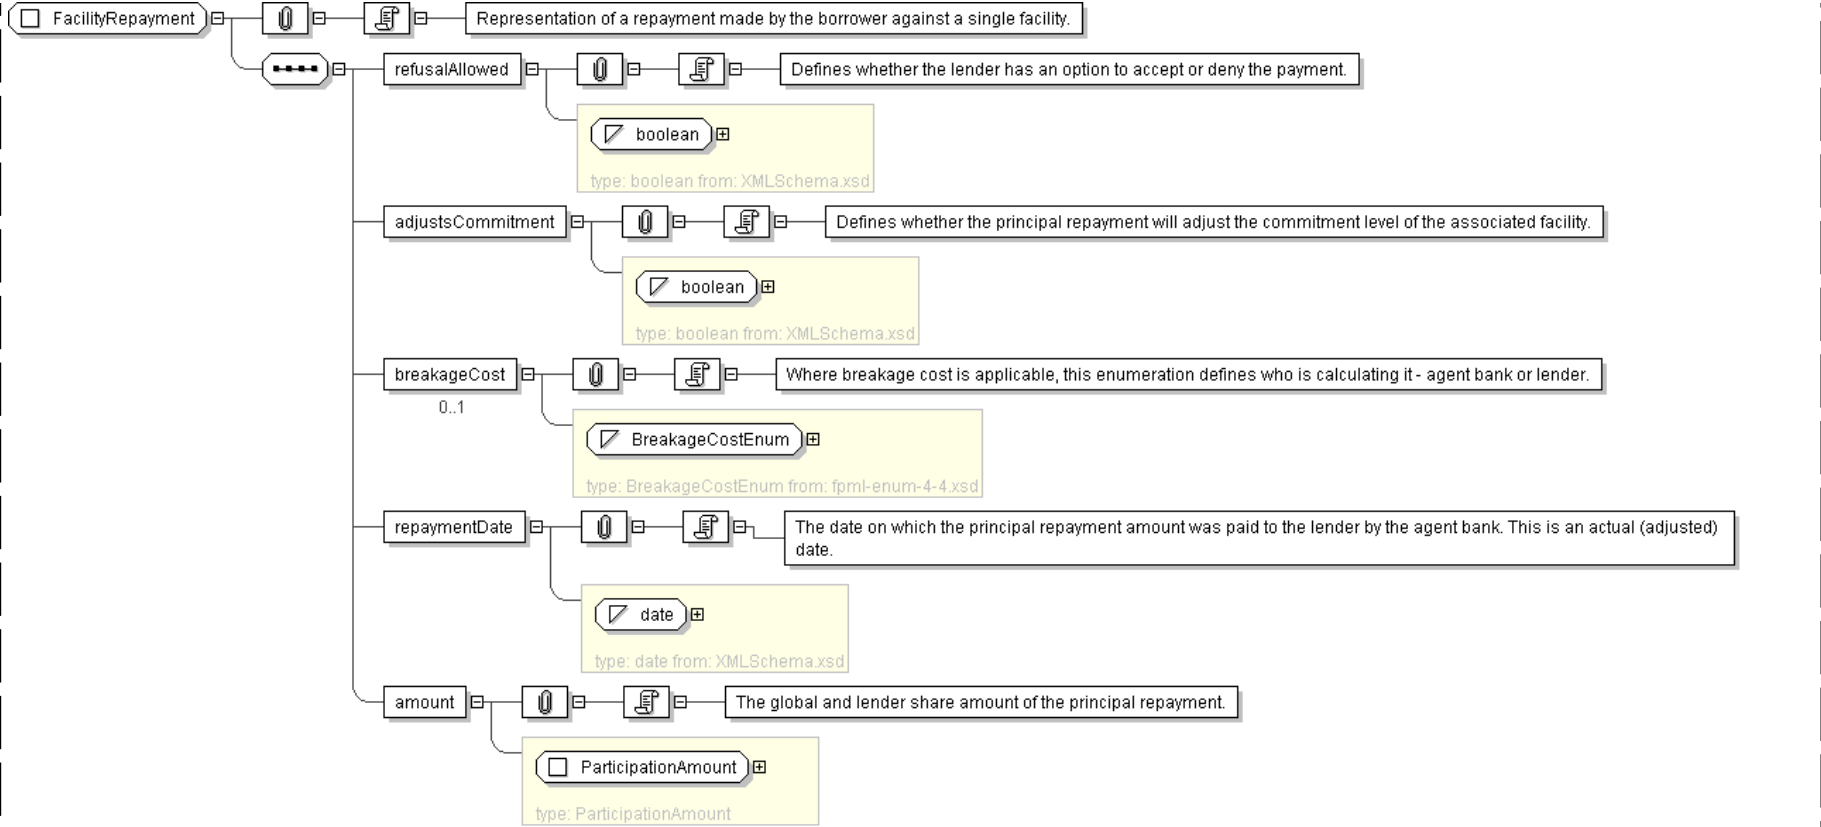 FacilityRepayment
Representation of a repayment made by the borrower against a single facility.
refusalAllowed
Defines whether the lender has an option to accept or deny the payment.
boolean
type: boolean from: XMLSchema.xsd
adjustsCommitment
Defines whether the principal repayment will adjust the commitment level of the associated facility.
boolean
type: boolean from: XMLSchema.xsd
breakageCost
Where breakage cost is applicable, this enumeration defines who is calculating it - agent bank or lender.
0..1
BreakageCostEnum
type: BreakageCostEnum from: fpml-enum-4-4.xsd
repaymentDate
The date on which the principal repayment amount was paid to the lender by the agent bank. This is an actual (adjusted)
date.
date
type: date from: XMLSchema.xsd
amount
The global and lender share amount of the principal repayment.
ParticipationAmount
type: ParticipationAmount